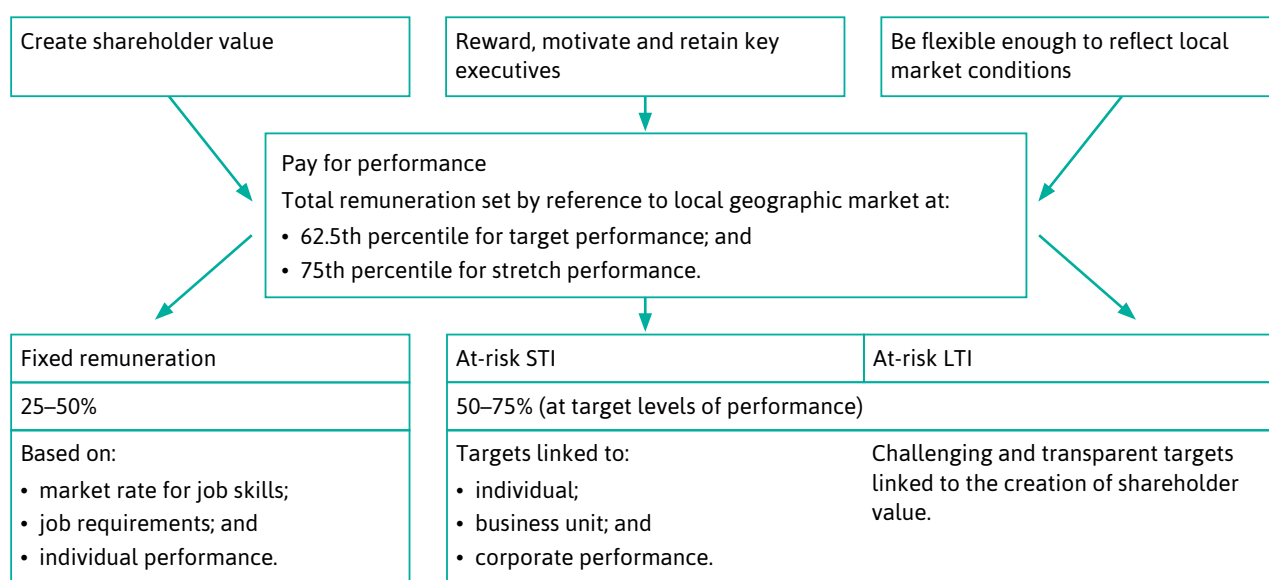 Create shareholder value
Reward, motivate and retain key
executives
Be flexible enough to reflect local
market conditions
Pay for performance
Total remuneration set by reference to local geographic market at:
• 62.5th percentile for target performance; and
• 75th percentile for stretch performance.
Fixed remuneration
25–50%
Based on:
• market rate for job skills;
• job requirements; and
• individual performance.
At-risk STI
At-risk LTI
50–75% (at target levels of performance)
Targets linked to:
• individual;
• business unit; and
• corporate performance.
Challenging and transparent targets
linked to the creation of shareholder
value.